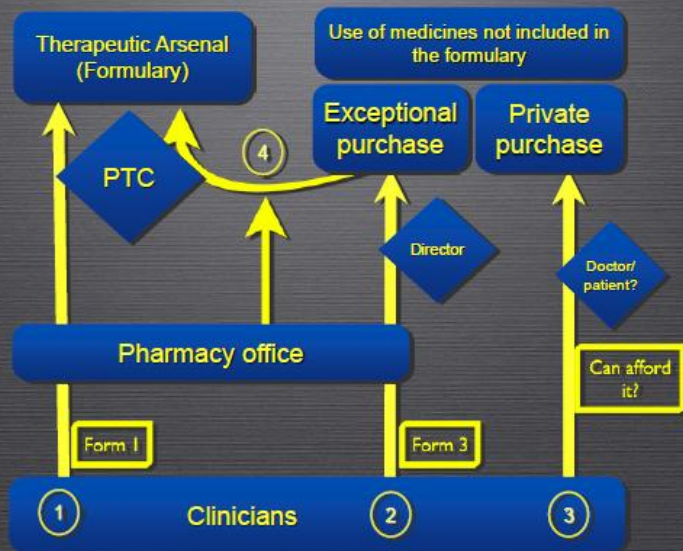 Therapeutic Arsenal
(Formulary)
Use of medicines not included in
the formulary
Exceptional
purchase
Private
purchase
4
PTC
Director
Doctor/
patient?
Pharmacy office
Can afford
it?
Form 1
Form 3
1
Clinicians
2
3